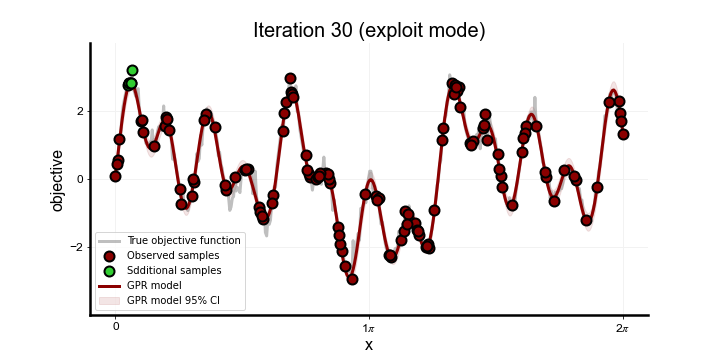 Iteration 30 (exploit mode)
objective
2
0
−2
True objective function
Observed samples
Sdditional samples
GPR model
GPR model 95% CI
0
1π
2π
x